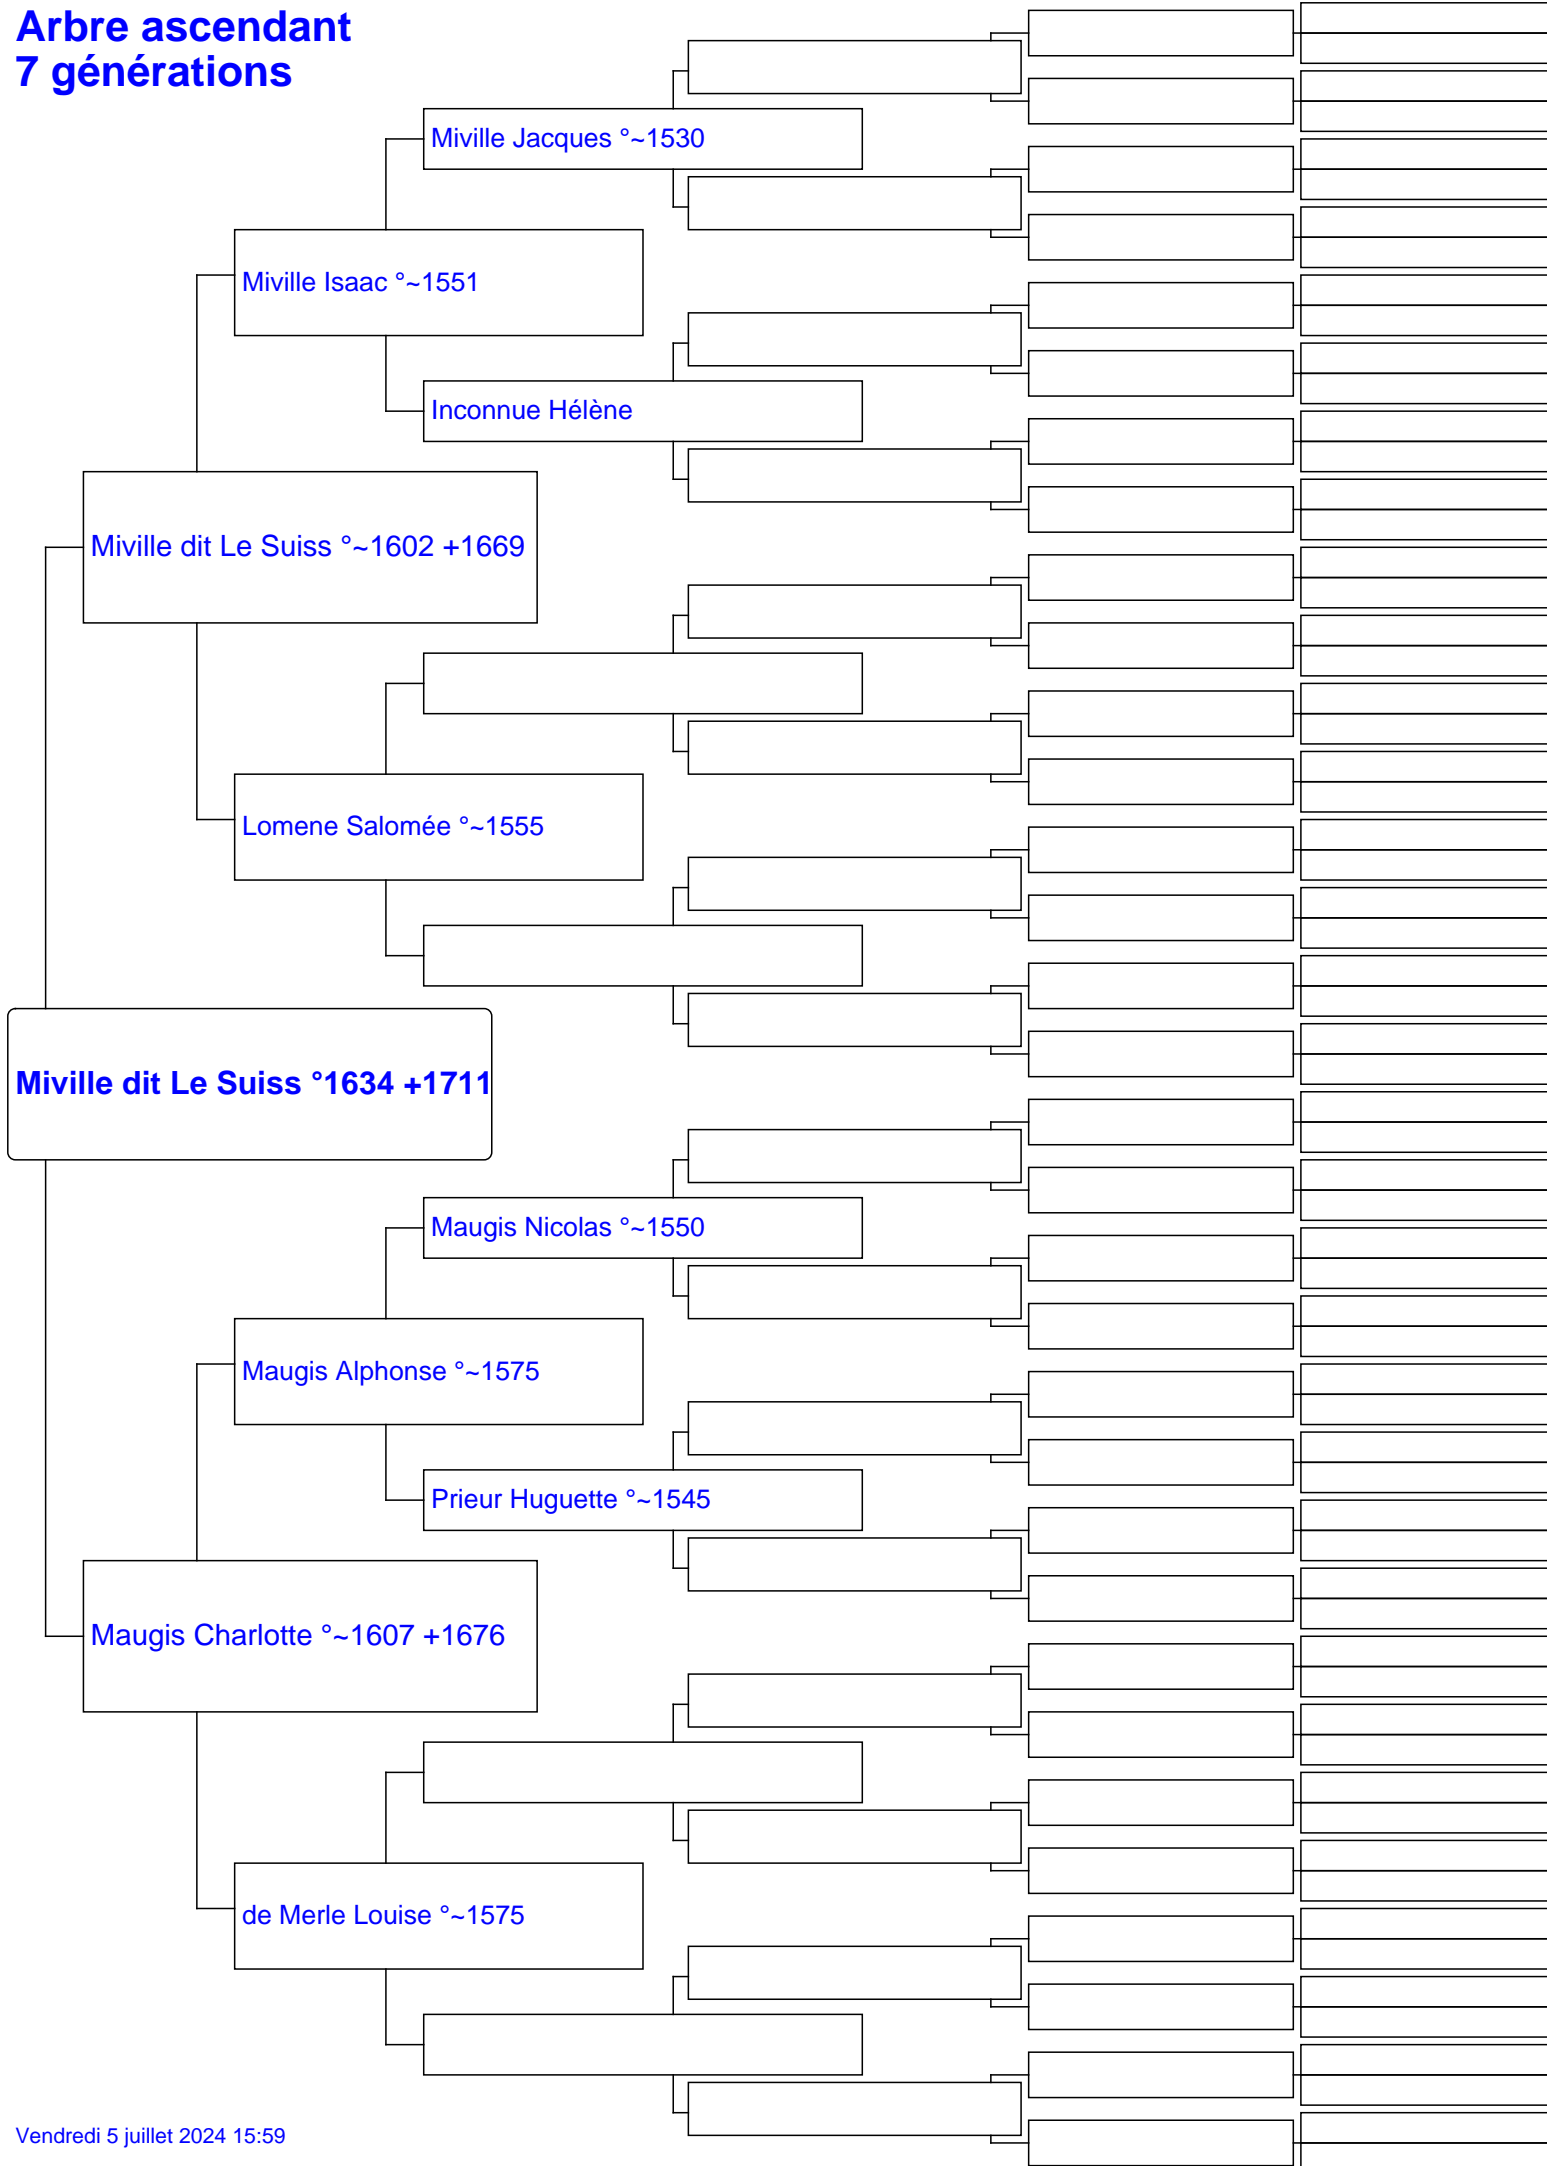 Arbre ascendant
7 générations
Miville Jacques °~1530
Miville Isaac °~1551
Inconnue Hélène
Miville dit Le Suiss °~1602 +1669
Lomene Salomée °~1555
Miville dit Le Suiss °1634 +1711
Maugis Nicolas °~1550
Maugis Alphonse °~1575
Prieur Huguette °~1545
Maugis Charlotte °~1607 +1676
de Merle Louise °~1575
Vendredi 5 juillet 2024 15:59